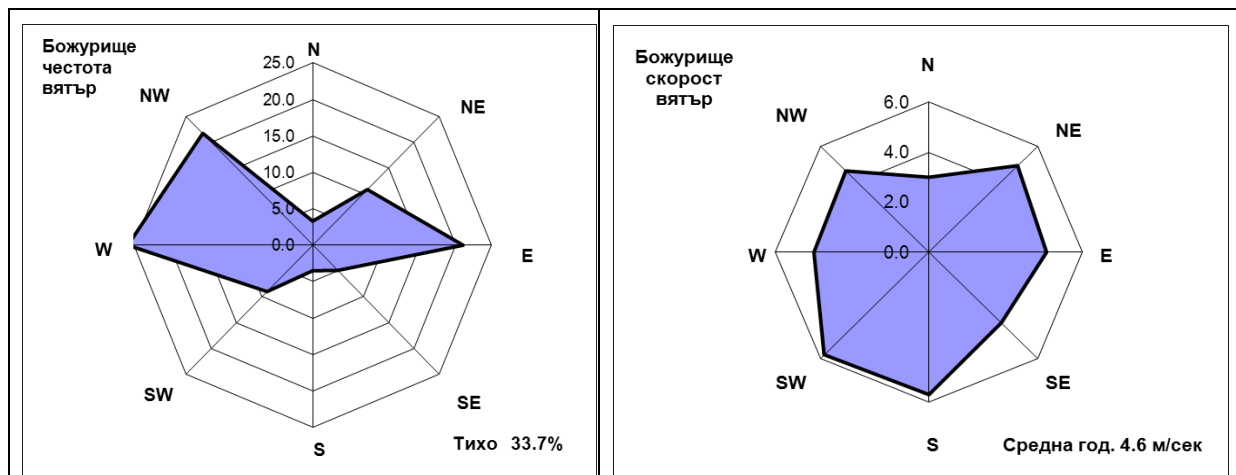 Божурище
честота
вятър
N
NE
E
SE
S
SW
W
NW
25.0
20.0
15.0
10.0
5.0
0.0
Тихо 33.7%
Божурище
скорост
вятър
N
NE
E
SE
S
SW
W
NW
6.0
4.0
2.0
0.0
Средна год. 4.6 м/сек